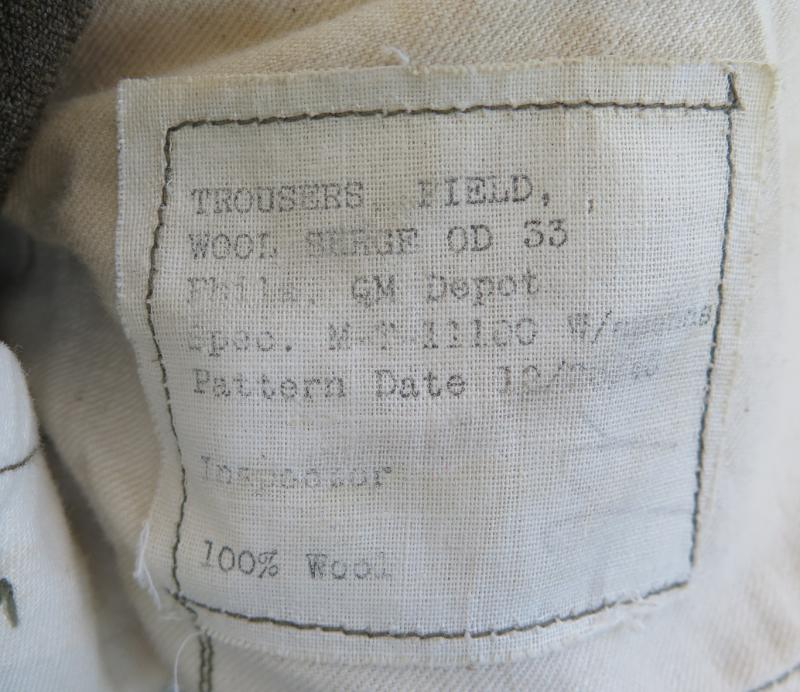 TROUSERS, FIELD, ,
WOOL SERGE OD 33
Phila. QM Depot
Spec. M-T-11100 W/
Pattern Date
Inspector
100% Wool